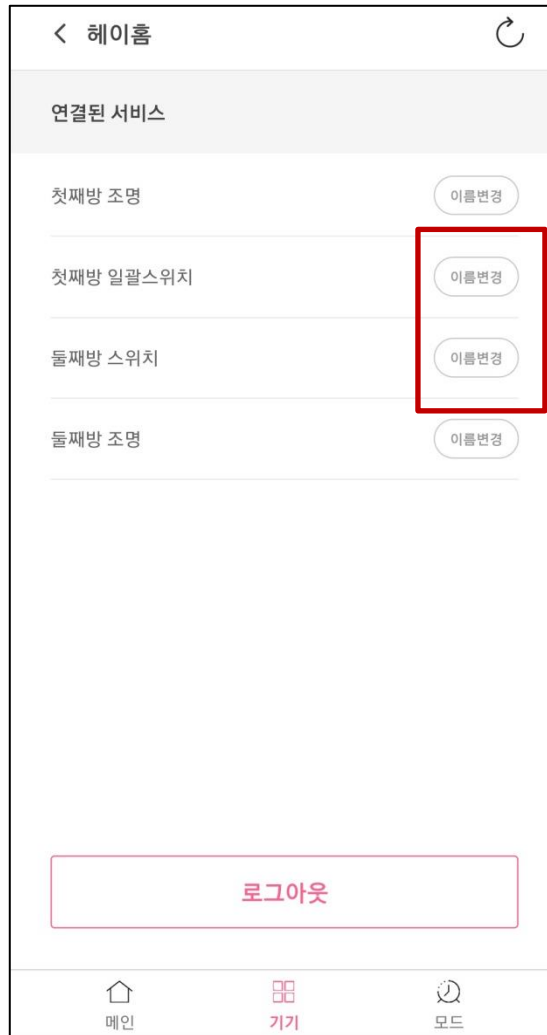 헤이홈
연결된 서비스
첫째방 조명 이름변경
첫째방 일괄스위치 이름변경
둘째방 스위치 이름변경
둘째방 조명 이름변경
로그아웃
메인 기기 모드